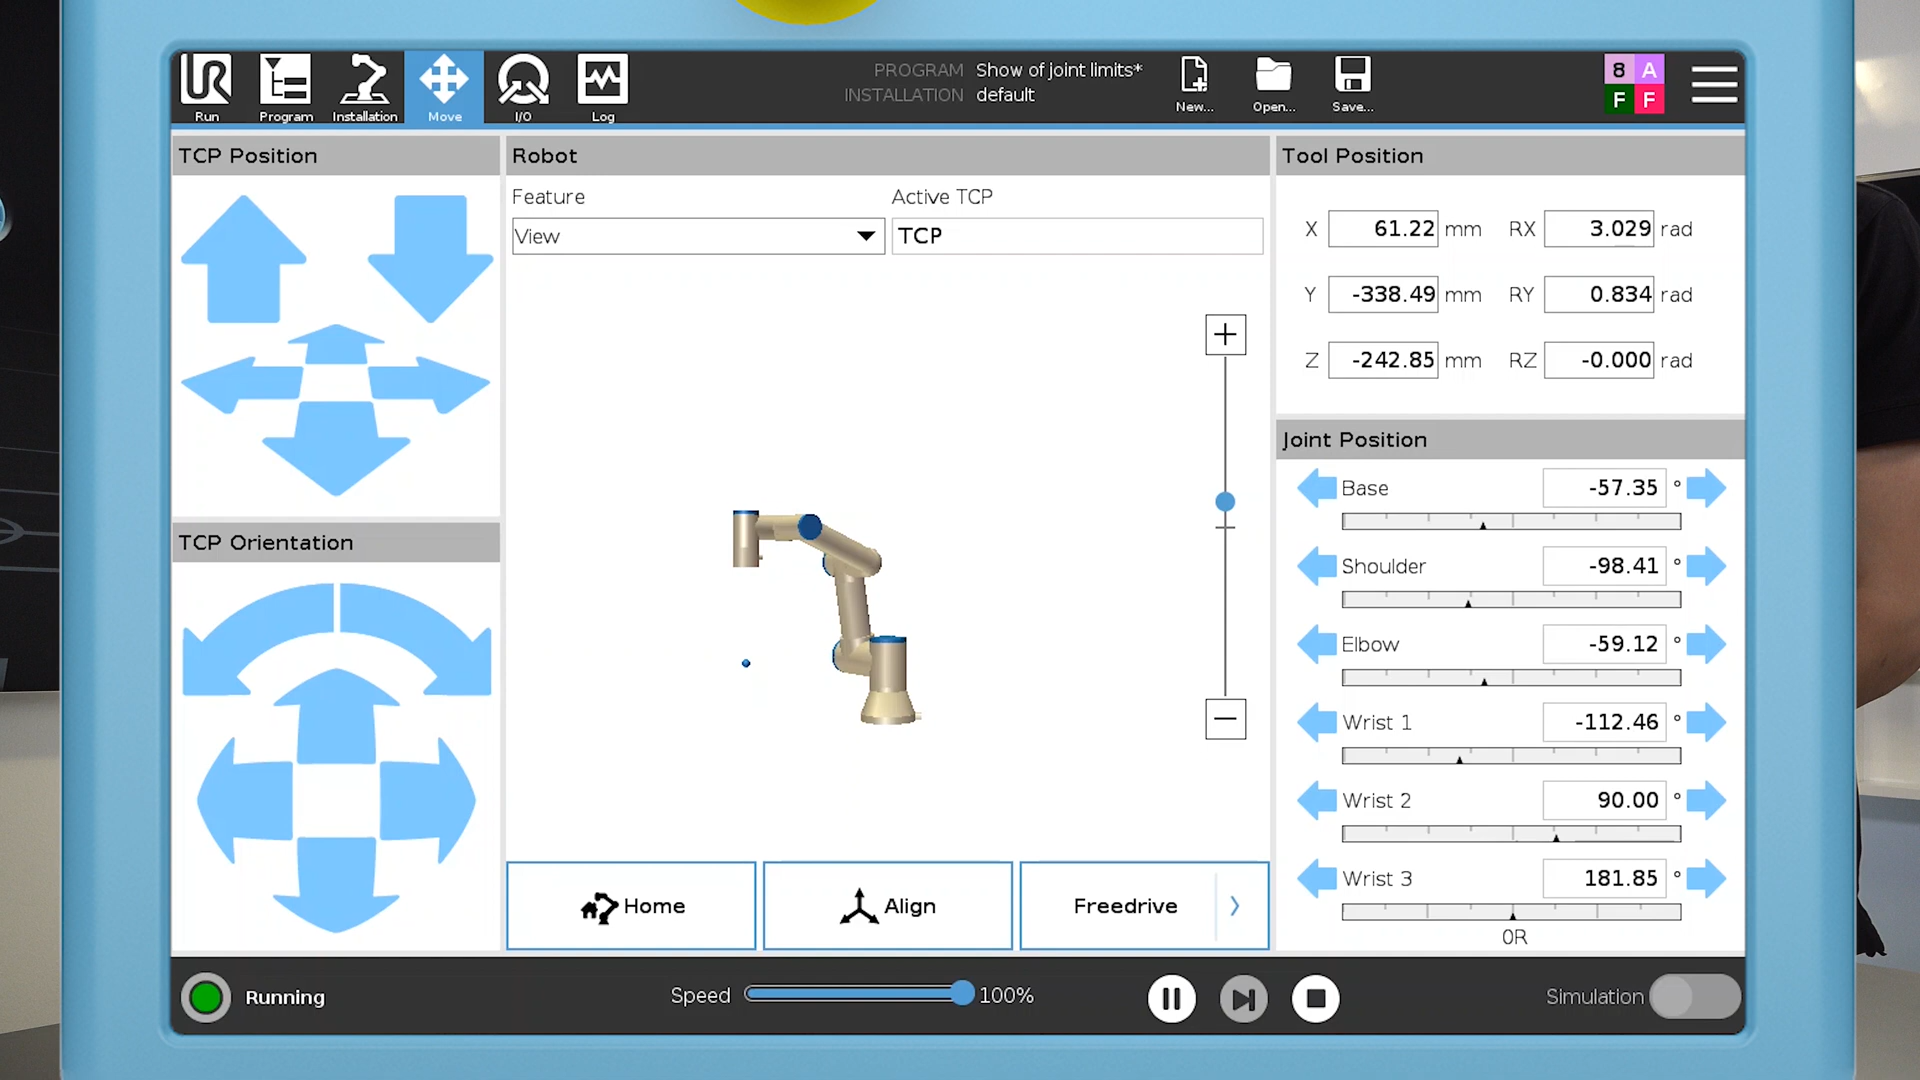 Run
Program
Installation
Move
I/O
Log
PROGRAM Show of joint limits*
INSTALLATION default
New...
Open...
Save...
8 A
F F
TCP Position
Robot
Feature
Active TCP
View
TCP
Tool Position
X 61.22 mm RX 3.029 rad
Y -338.49 mm RY 0.834 rad
Z -242.85 mm RZ -0.000 rad
TCP Orientation
Joint Position
Base -57.35 °
Shoulder -98.41 °
Elbow -59.12 °
Wrist 1 -112.46 °
Wrist 2 90.00 °
Wrist 3 181.85 °
0R
Home
Align
Freedrive
Running
Speed 100%
Simulation